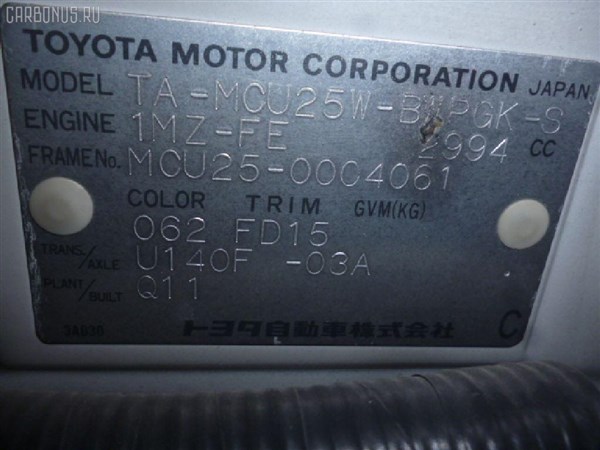 CARBONUS.RU
TOYOTA MOTOR CORPORATION JAPAN
MODEL TA-MCU25W-BWPGK-S
ENGINE 1MZ-FE 2994 CC
FRAME No. MCU25-0004061
COLOR TRIM GVM(KG)
062 FD15
TRANS./AXLE U140F -03A
PLANT/BUILT Q11
3A030 トヨタ自動車株式会社 C